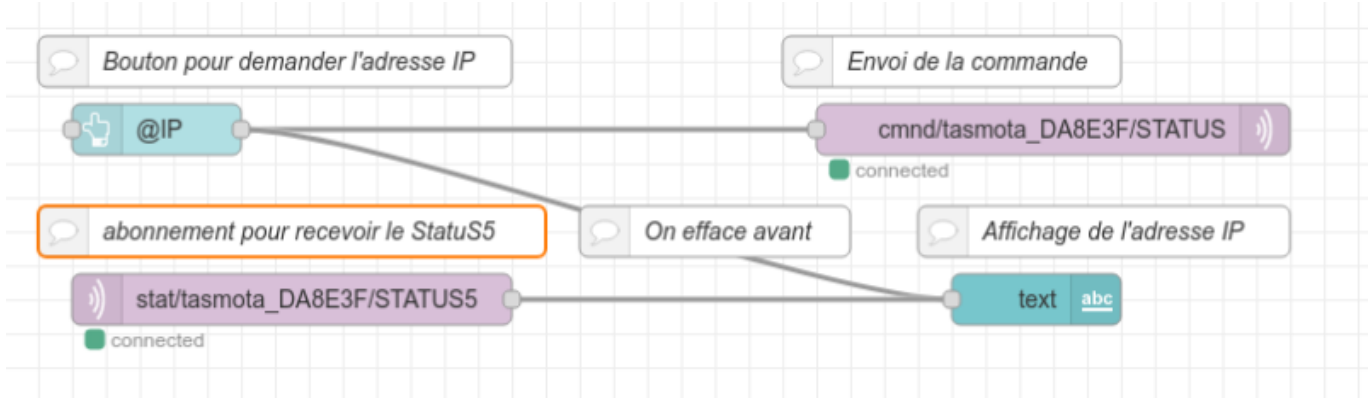 Bouton pour demander l'adresse IP
Envoi de la commande
@IP
cmnd/tasmota_DA8E3F/STATUS
connected
abonnement pour recevoir le StatuS5
On efface avant
Affichage de l'adresse IP
stat/tasmota_DA8E3F/STATUS5
text
abc
connected